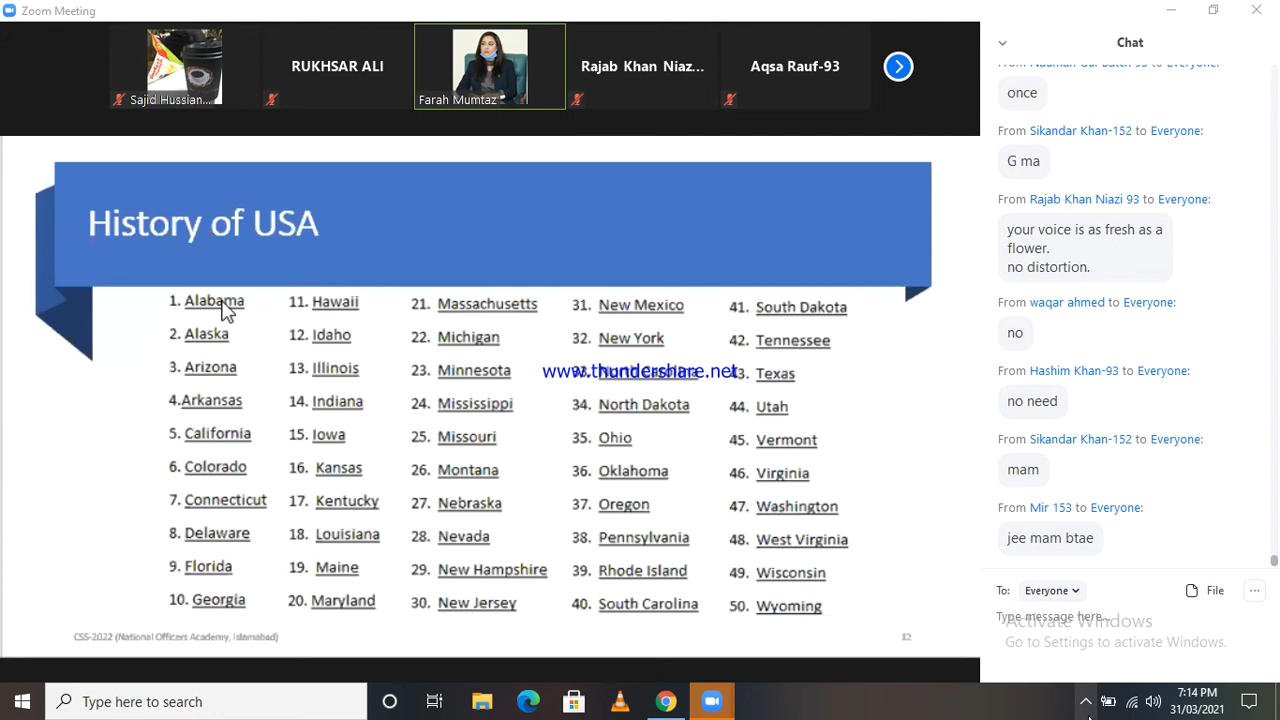 Zoom Meeting
Sajid Hussian...
RUKHSAR ALI
Farah Mumtaz
Rajab Khan Niaz...
Aqsa Rauf-93
History of USA
1. Alabama
2. Alaska
3. Arizona
4.Arkansas
5. California
6. Colorado
7. Connecticut
8. Delaware
9. Florida
10. Georgia
11. Hawaii
12. Idaho
13. Illinois
14. Indiana
15. Iowa
16. Kansas
17. Kentucky
18. Louisiana
19. Maine
20. Maryland
21. Massachusetts
22. Michigan
23. Minnesota
24. Mississippi
25. Missouri
26. Montana
27. Nebraska
28. Nevada
29. New Hampshire
30. New Jersey
31. New Mexico
32. New York
33. North Carolina
34. North Dakota
35. Ohio
36. Oklahoma
37. Oregon
38. Pennsylvania
39. Rhode Island
40. South Carolina
41. South Dakota
42. Tennessee
43. Texas
44. Utah
45. Vermont
46. Virginia
47. Washington
48. West Virginia
49. Wisconsin
50. Wyoming
www.thundershare.net
CSS-2022 (National Officers Academy, Islamabad)
12
Chat
to Everyone:
once
From Sikandar Khan-152 to Everyone:
G ma
From Rajab Khan Niazi 93 to Everyone:
your voice is as fresh as a
flower.
no distortion.
From waqar ahmed to Everyone:
no
From Hashim Khan-93 to Everyone:
no need
From Sikandar Khan-152 to Everyone:
mam
From Mir 153 to Everyone:
jee mam btae
To: Everyone
File
Type message here...
Activate Windows
Go to Settings to activate Windows.
Type here to search
7:14 PM
31/03/2021